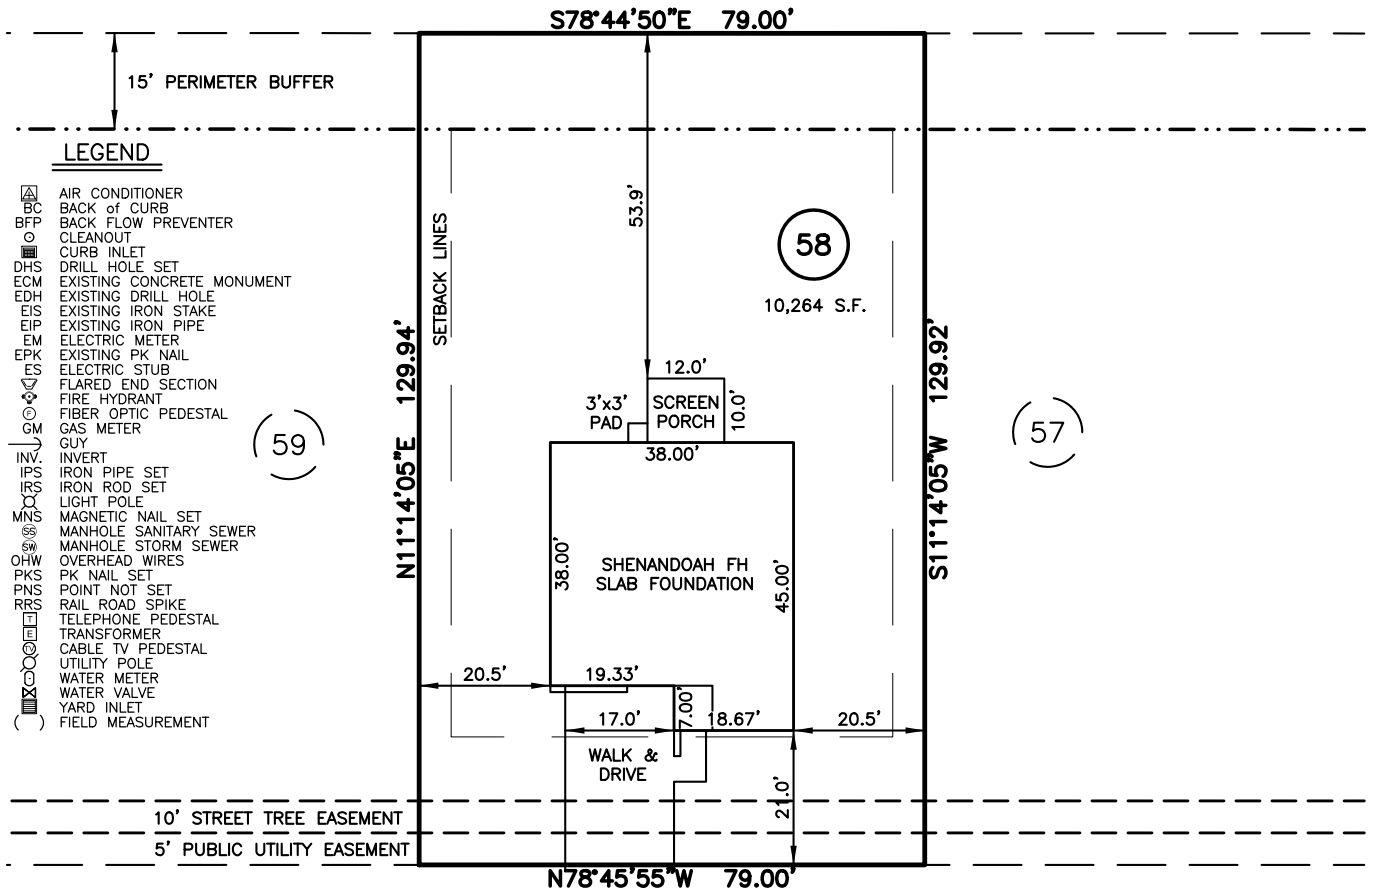 S78°44'50"E 79.00'
15' PERIMETER BUFFER
LEGEND
AIR CONDITIONER
BC BACK of CURB
BFP BACK FLOW PREVENTER
CLEANOUT
CURB INLET
DHS DRILL HOLE SET
ECM EXISTING CONCRETE MONUMENT
EDH EXISTING DRILL HOLE
EIS EXISTING IRON STAKE
EIP EXISTING IRON PIPE
EM ELECTRIC METER
EPK EXISTING PK NAIL
ES ELECTRIC STUB
FLARED END SECTION
FIRE HYDRANT
F FIBER OPTIC PEDESTAL
GM GAS METER
GUY
INV. INVERT
IPS IRON PIPE SET
IRS IRON ROD SET
LIGHT POLE
MNS MAGNETIC NAIL SET
SS MANHOLE SANITARY SEWER
SW MANHOLE STORM SEWER
OHW OVERHEAD WIRES
PKS PK NAIL SET
PNS POINT NOT SET
RRS RAIL ROAD SPIKE
T TELEPHONE PEDESTAL
E TRANSFORMER
TV CABLE TV PEDESTAL
UTILITY POLE
WATER METER
WATER VALVE
YARD INLET
( ) FIELD MEASUREMENT
59
N11°14'05"E 129.94'
SETBACK LINES
53.9'
58
10,264 S.F.
12.0'
3'x3'
PAD
SCREEN
PORCH
10.0'
38.00'
38.00'
SHENANDOAH FH
SLAB FOUNDATION
45.00'
20.5'
19.33'
17.0'
7.00'
18.67'
20.5'
WALK &
DRIVE
21.0'
S11°14'05"W 129.92'
57
10' STREET TREE EASEMENT
5' PUBLIC UTILITY EASEMENT
N78°45'55"W 79.00'